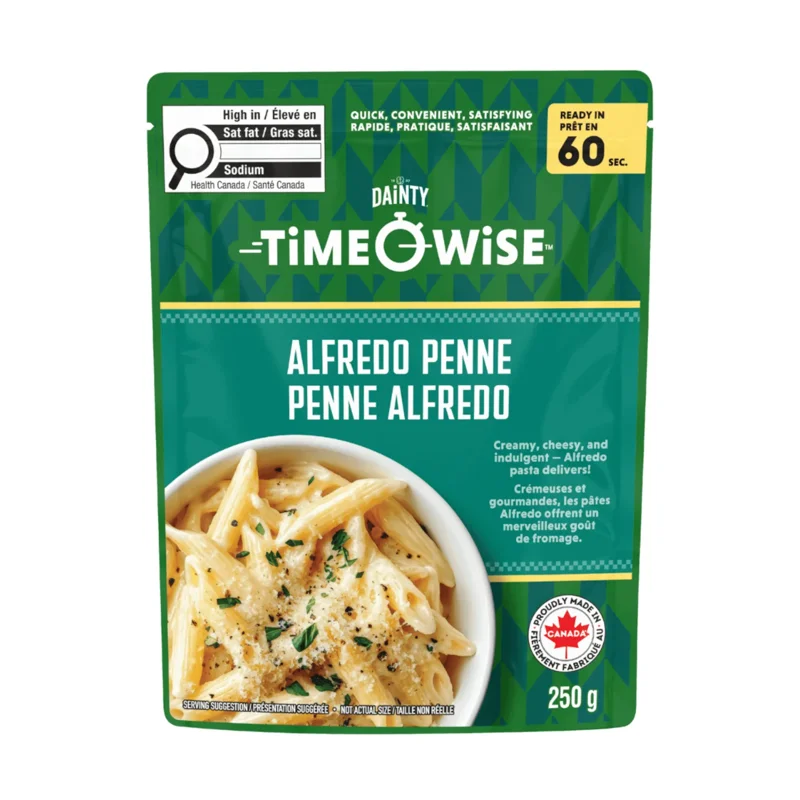 High in / Élevé en
Sat fat / Gras sat.
Sodium
Health Canada / Santé Canada
QUICK, CONVENIENT, SATISFYING
RAPIDE, PRATIQUE, SATISFAISANT
READY IN
PRÊT EN
60 SEC.
DAiNTY
TiME WiSE™
ALFREDO PENNE
PENNE ALFREDO
Creamy, cheesy, and
indulgent – Alfredo
pasta delivers!
Crémeuses et
gourmandes, les pâtes
Alfredo offrent un
merveilleux goût
de fromage.
PROUDLY MADE IN
CANADA
FIÈREMENT FABRIQUÉ AU
250 g
SERVING SUGGESTION / PRÉSENTATION SUGGÉRÉE • NOT ACTUAL SIZE / TAILLE NON RÉELLE